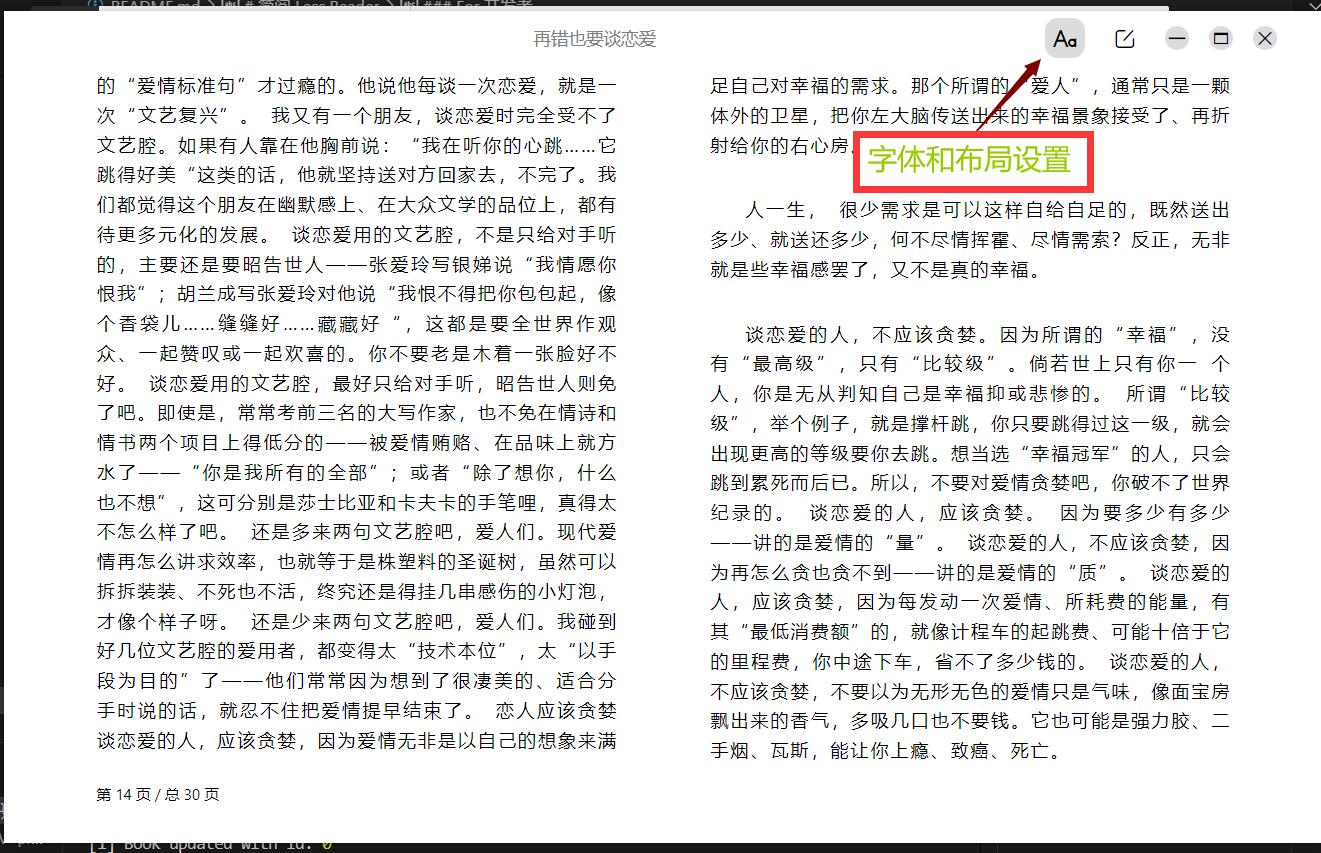 README.md
# 爱阅 Less Reader
### For 开发者
再错也要谈恋爱
Aa
的“爱情标准句”才过瘾的。他说他每谈一次恋爱，就是一
次“文艺复兴”。 我又有一个朋友，谈恋爱时完全受不了
文艺腔。如果有人靠在他胸前说：“我在听你的心跳……它
跳得好美“这类的话，他就坚持送对方回家去，不完了。我
们都觉得这个朋友在幽默感上、在大众文学的品位上，都有
待更多元化的发展。 谈恋爱用的文艺腔，不是只给对手听
的，主要还是要昭告世人——张爱玲写银娣说“我情愿你
恨我”；胡兰成写张爱玲对他说“我恨不得把你包包起，像
个香袋儿……缝缝好……藏藏好“，这都是要全世界作观
众、一起赞叹或一起欢喜的。你不要老是木着一张脸好不
好。 谈恋爱用的文艺腔，最好只给对手听，昭告世人则免
了吧。即使是，常常考前三名的大写作家，也不免在情诗和
情书两个项目上得低分的——被爱情贿赂、在品味上就方
水了——“你是我所有的全部”；或者“除了想你，什么
也不想”，这可分别是莎士比亚和卡夫卡的手笔哩，真得太
不怎么样了吧。 还是多来两句文艺腔吧，爱人们。现代爱
情再怎么讲求效率，也就等于是株塑料的圣诞树，虽然可以
拆拆装装、不死也不活，终究还是得挂几串感伤的小灯泡，
才像个样子呀。 还是少来两句文艺腔吧，爱人们。我碰到
好几位文艺腔的爱用者，都变得太“技术本位”，太“以手
段为目的”了——他们常常因为想到了很凄美的、适合分
手时说的话，就忍不住把爱情提早结束了。 恋人应该贪婪
谈恋爱的人，应该贪婪，因为爱情无非是以自己的想象来满
第 14 页 / 总 30 页
足自己对幸福的需求。那个所谓的“爱人”，通常只是一颗
体外的卫星，把你左大脑传送出来的幸福景象接受了、再折
射给你的右心房。
字体和布局设置
人一生， 很少需求是可以这样自给自足的，既然送出
多少、就送还多少，何不尽情挥霍、尽情需索？反正，无非
就是些幸福感罢了，又不是真的幸福。
谈恋爱的人，不应该贪婪。因为所谓的“幸福”，没
有“最高级”，只有“比较级”。倘若世上只有你一 个
人，你是无从判知自己是幸福抑或悲惨的。 所谓“比较
级”，举个例子，就是撑杆跳，你只要跳得过这一级，就会
出现更高的等级要你去跳。想当选“幸福冠军”的人，只会
跳到累死而后已。所以，不要对爱情贪婪吧，你破不了世界
纪录的。 谈恋爱的人，应该贪婪。 因为要多少有多少
——讲的是爱情的“量”。 谈恋爱的人，不应该贪婪，因
为再怎么贪也贪不到——讲的是爱情的“质”。 谈恋爱的
人，应该贪婪，因为每发动一次爱情、所耗费的能量，有
其“最低消费额”的，就像计程车的起跳费、可能十倍于它
的里程费，你中途下车，省不了多少钱的。 谈恋爱的人，
不应该贪婪，不要以为无形无色的爱情只是气味，像面宝房
飘出来的香气，多吸几口也不要钱。它也可能是强力胶、二
手烟、瓦斯，能让你上瘾、致癌、死亡。
[1] Book updated with id: 0